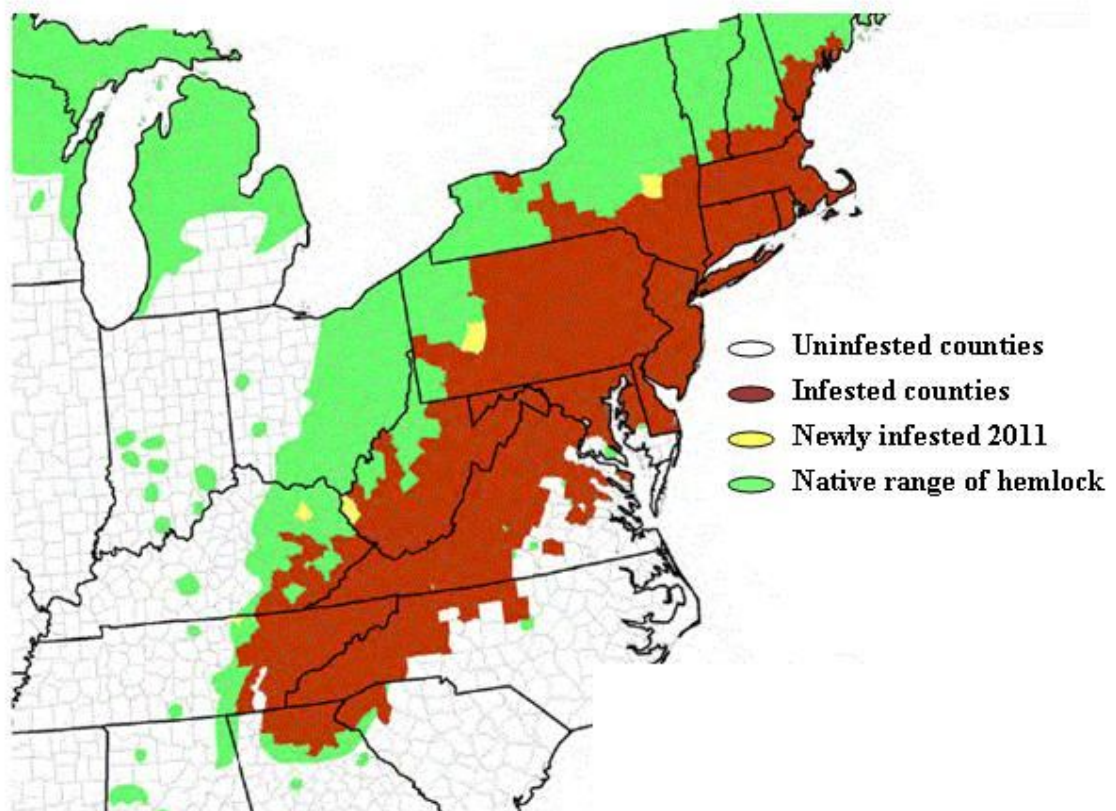 Uninfested counties
Infested counties
Newly infested 2011
Native range of hemlock